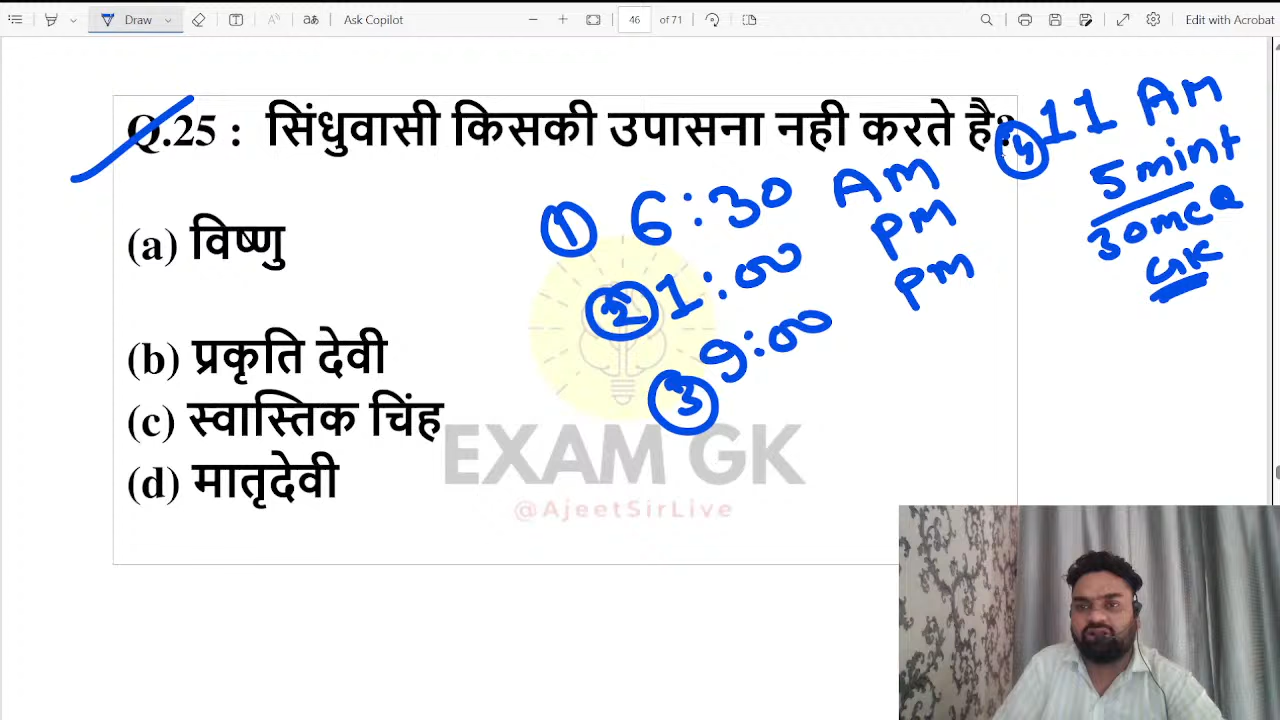 Draw
Ask Copilot
46 of 71
Edit with Acrobat
Q.25 : सिंधुवासी किसकी उपासना नही करते है?
(a) विष्णु
(b) प्रकृति देवी
(c) स्वास्तिक चिंह
(d) मातृदेवी
① 6:30 AM
② 1:00 PM
③ 9:00 PM
④ 11 AM
5 mint
30 mcq
GK
EXAM GK
@AjeetSirLive